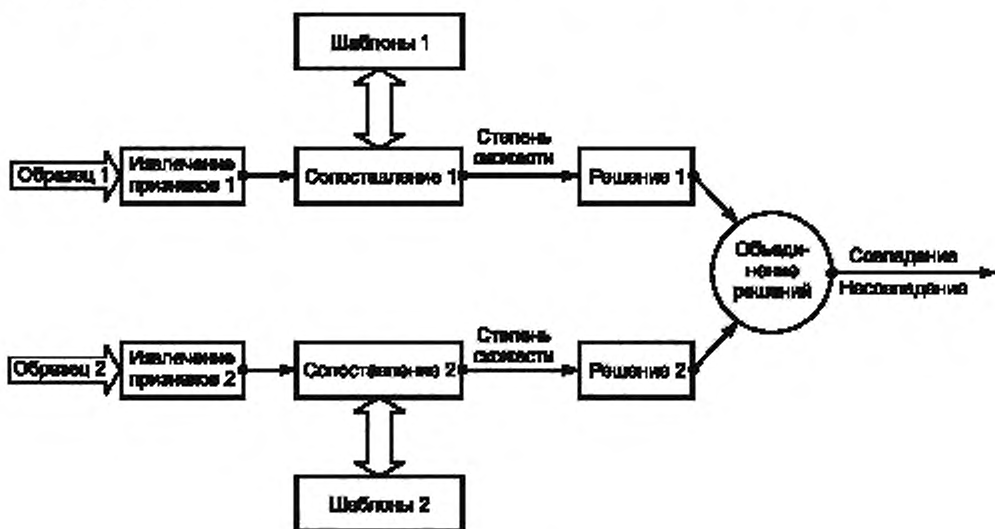 Шаблоны 1
Образец 1
Извлечение
признаков 1
Сопоставление 1
Степень
схожести
Решение 1
Объеди-
нение
решений
Совпадение
Несовпадение
Образец 2
Извлечение
признаков 2
Сопоставление 2
Степень
схожести
Решение 2
Шаблоны 2